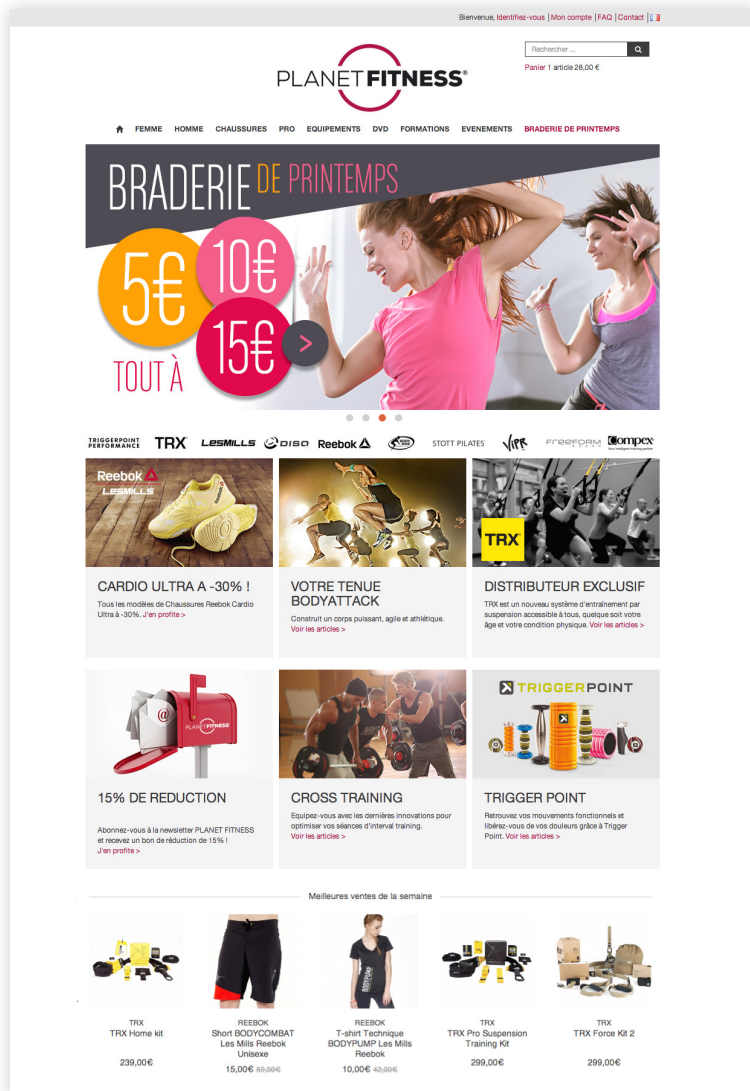 Bienvenue, Identifiez-vous | Mon compte | FAQ | Contact |
Rechercher ...
PLANET FITNESS®
Panier 1 article 28,00 €
FEMME HOMME CHAUSSURES PRO EQUIPEMENTS DVD FORMATIONS EVENEMENTS BRADERIE DE PRINTEMPS
BRADERIE DE PRINTEMPS
5€
10€
15€
>
TOUT À
TRIGGERPOINT PERFORMANCE TRX LESMILLS DISQ Reebok STOTT PILATES ViPR FREEFORM Compex
Reebok
LESMILLS
TRX
CARDIO ULTRA A -30% !
Tous les modèles de Chaussures Reebok Cardio
Ultra à -30%. J'en profite >
VOTRE TENUE
BODYATTACK
Construit un corps puissant, agile et athlétique.
Voir les articles >
DISTRIBUTEUR EXCLUSIF
TRX est un nouveau système d'entraînement par
suspension accessible à tous, quelque soit votre
âge et votre condition physique. Voir les articles >
@
PLANET FITNESS
TRIGGERPOINT
15% DE REDUCTION
Abonnez-vous à la newsletter PLANET FITNESS
et recevez un bon de réduction de 15% !
J'en profite >
CROSS TRAINING
Equipez-vous avec les dernières innovations pour
optimiser vos séances d'interval training.
Voir les articles >
TRIGGER POINT
Retrouvez vos mouvements fonctionnels et
libérez-vous de vos douleurs grâce à Trigger
Point. Voir les articles >
Meilleures ventes de la semaine
BODYPUMP
TRX
TRX Home kit
239,00€
REEBOK
Short BODYCOMBAT
Les Mills Reebok
Unisexe
15,00€ 59,00€
REEBOK
T-shirt Technique
BODYPUMP Les Mills
Reebok
10,00€ 42,00€
TRX
TRX Pro Suspension
Training Kit
299,00€
TRX
TRX Force Kit 2
299,00€